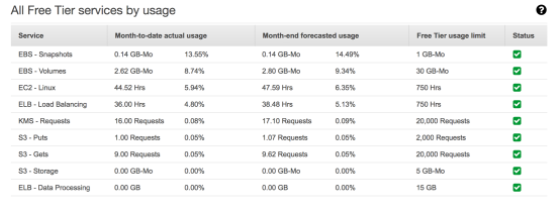 All Free Tier services by usage
Service Month-to-date actual usage Month-end forecasted usage Free Tier usage limit Status
EBS - Snapshots 0.14 GB-Mo 13.55% 0.14 GB-Mo 14.49% 1 GB-Mo
EBS - Volumes 2.62 GB-Mo 8.74% 2.80 GB-Mo 9.34% 30 GB-Mo
EC2 - Linux 44.52 Hrs 5.94% 47.59 Hrs 6.35% 750 Hrs
ELB - Load Balancing 36.00 Hrs 4.80% 38.48 Hrs 5.13% 750 Hrs
KMS - Requests 16.00 Requests 0.08% 17.10 Requests 0.09% 20,000 Requests
S3 - Puts 1.00 Requests 0.05% 1.07 Requests 0.05% 2,000 Requests
S3 - Gets 9.00 Requests 0.05% 9.62 Requests 0.05% 20,000 Requests
S3 - Storage 0.00 GB-Mo 0.00% 0.00 GB-Mo 0.00% 5 GB-Mo
ELB - Data Processing 0.00 GB 0.00% 0.00 GB 0.00% 15 GB